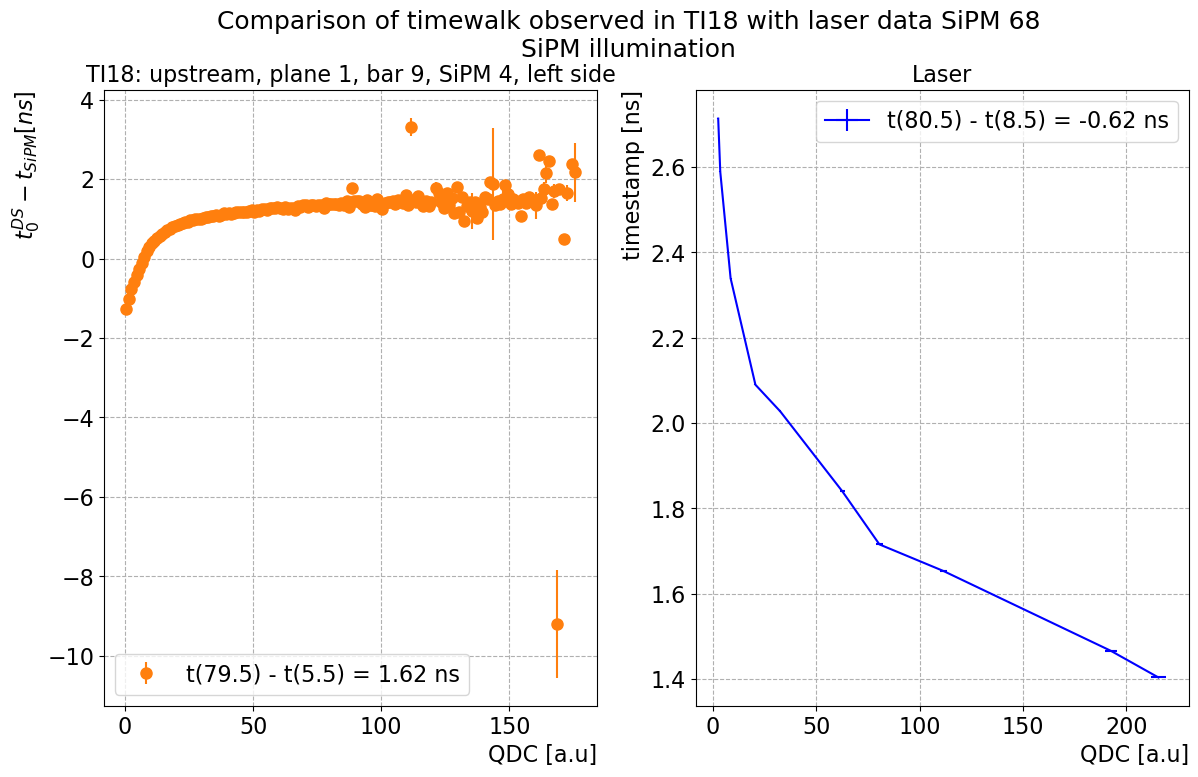 Comparison of timewalk observed in TI18 with laser data SiPM 68
SiPM illumination
TI18: upstream, plane 1, bar 9, SiPM 4, left side
t_0^{DS} − t_{SiPM}[ns]
4
2
0
−2
−4
−6
−8
−10
t(79.5) - t(5.5) = 1.62 ns
0 50 100 150
QDC [a.u]
Laser
timestamp [ns]
t(80.5) - t(8.5) = -0.62 ns
2.6
2.4
2.2
2.0
1.8
1.6
1.4
0 50 100 150 200
QDC [a.u]